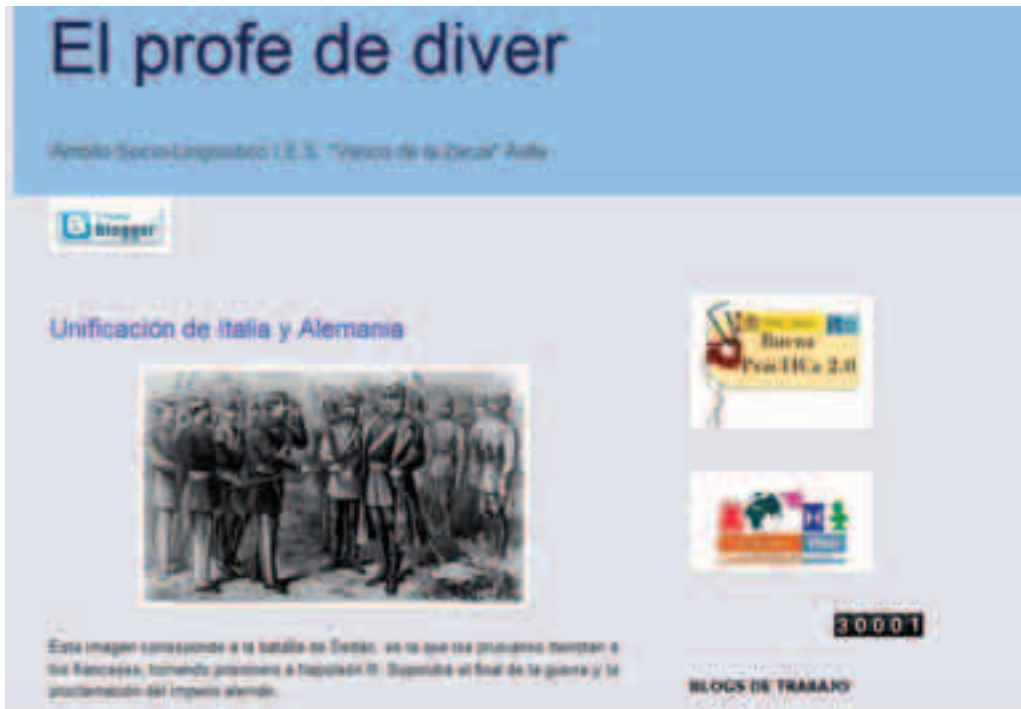 El profe de diver
Ámbito Socio-Lingüístico I.E.S. "Vasco de la Zarza" Ávila
Blogger
Unificación de Italia y Alemania
Buena
PrácTICa 2.0
30001
Esta imagen corresponde a la batalla de Sedán, en la que los prusianos derrotan a
los franceses, tomando prisionero a Napoleón III. Supondrá el final de la guerra y la
proclamación del imperio alemán.
BLOGS DE TRABAJO